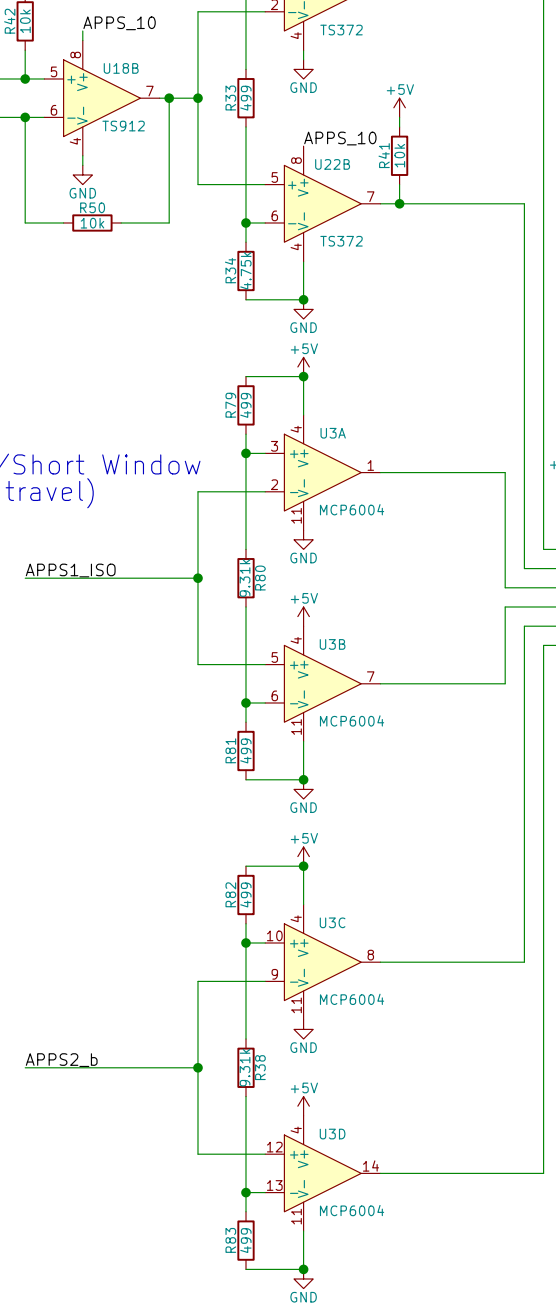 R42
10k
APPS_10
2
4
TS372
GND
8
U18B
5
+
V+
7
6
−
V-
TS912
4
GND
R50
10k
R33
499
+5V
R41
10k
APPS_10
8
U22B
5
+
V+
7
6
−
V-
TS372
4
R34
4.75k
GND
+5V
R79
499
4
U3A
3
+
V+
1
/Short Window
2
−
V-
travel)
MCP6004
11
GND
APPS1_ISO
9.31k
R80
+5V
4
U3B
5
+
V+
7
6
−
V-
MCP6004
11
R81
499
GND
+5V
R82
499
4
U3C
10
+
V+
8
9
−
V-
MCP6004
11
GND
APPS2_b
9.31k
R38
+5V
4
U3D
12
+
V+
14
13
−
V-
MCP6004
11
R83
499
GND